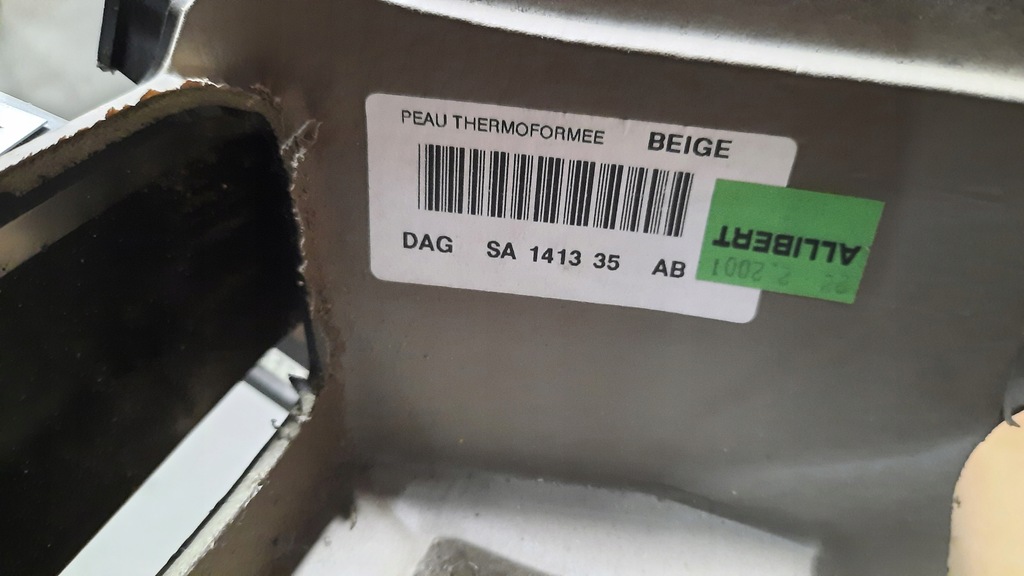 PEAU THERMOFORMEE BEIGE
DAG SA 1413 35 AB
ALLIBERT
2.2001